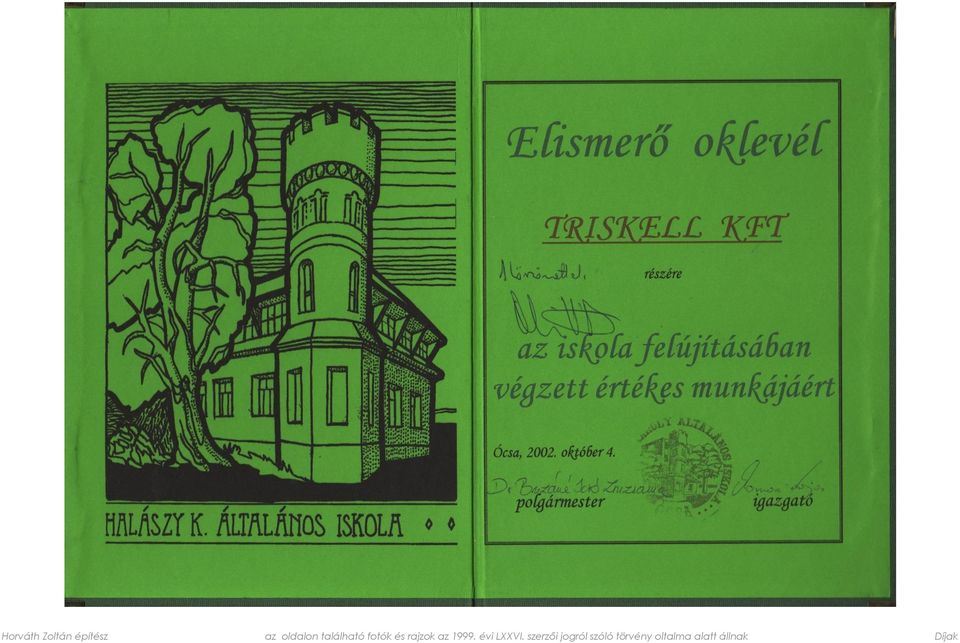 HALÁSZY K. ÁLTALÁNOS ISKOLA
Elismerő oklevél
TRISKELL KFT
részére
az iskola felújításában
végzett értékes munkájáért
Ócsa, 2002. október 4.
polgármester
igazgató
Horváth Zoltán építész az oldalon található fotók és rajzok az 1999. évi LXXVI. szerzői jogról szóló törvény oltalma alatt állnak Díjak